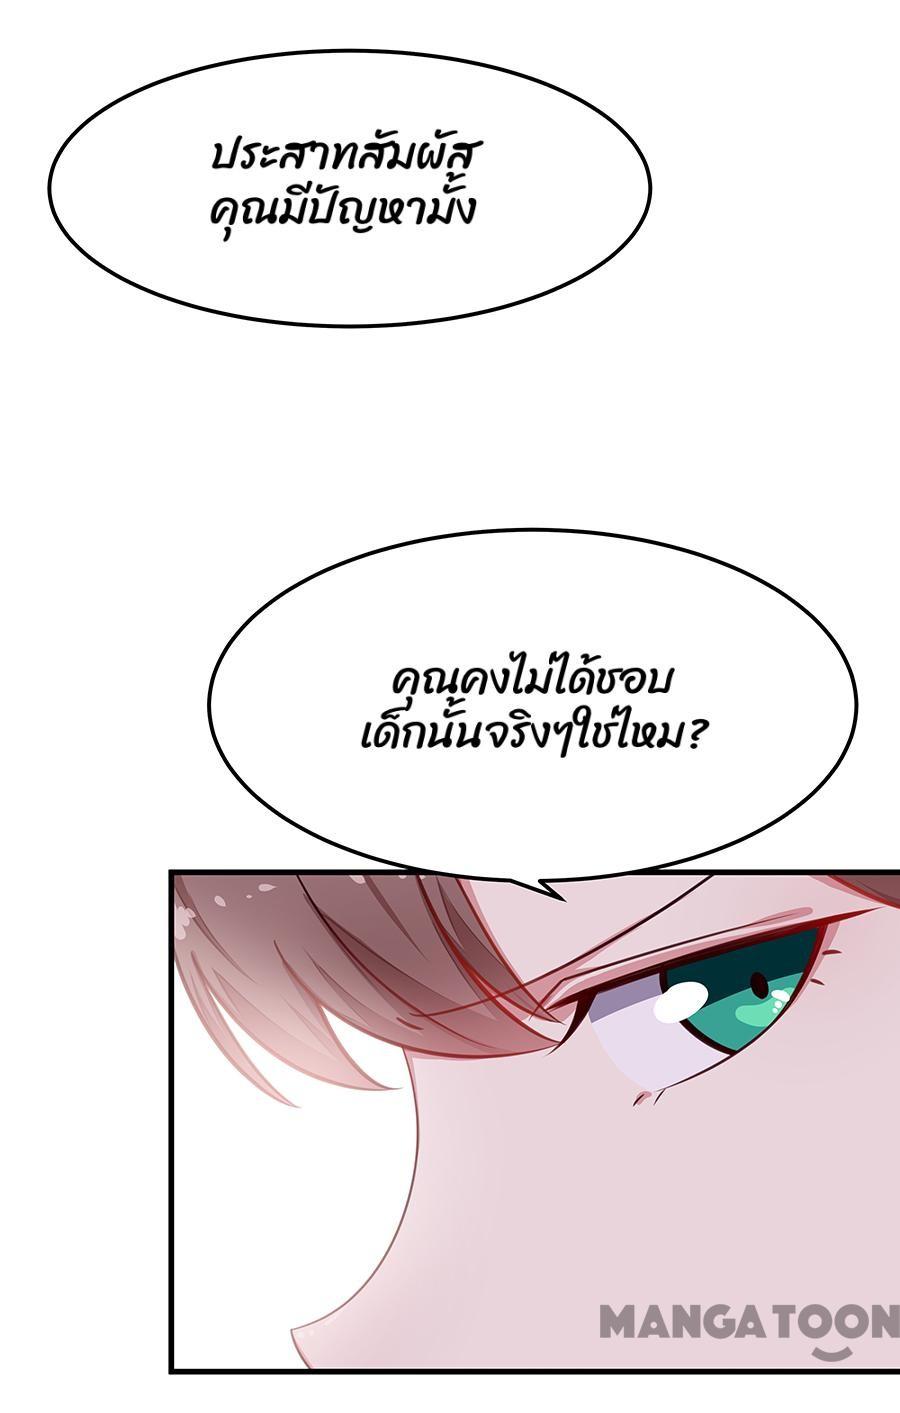 ประสาทสัมผัส
คุณมีปัญหามั้ง
คุณคงไม่ได้ชอบ
เด็กนั้นจริงๆใช่ไหม?
MANGATOON